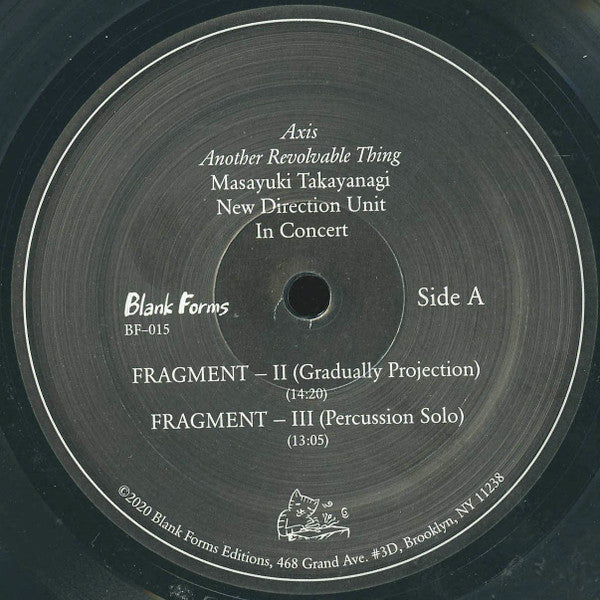 Axis
Another Revolvable Thing
Masayuki Takayanagi
New Direction Unit
In Concert
Blank Forms
BF–015
Side A
FRAGMENT – II (Gradually Projection)
(14:20)
FRAGMENT – III (Percussion Solo)
(13:05)
©2020 Blank Forms Editions, 468 Grand Ave. #3D, Brooklyn, NY 11238